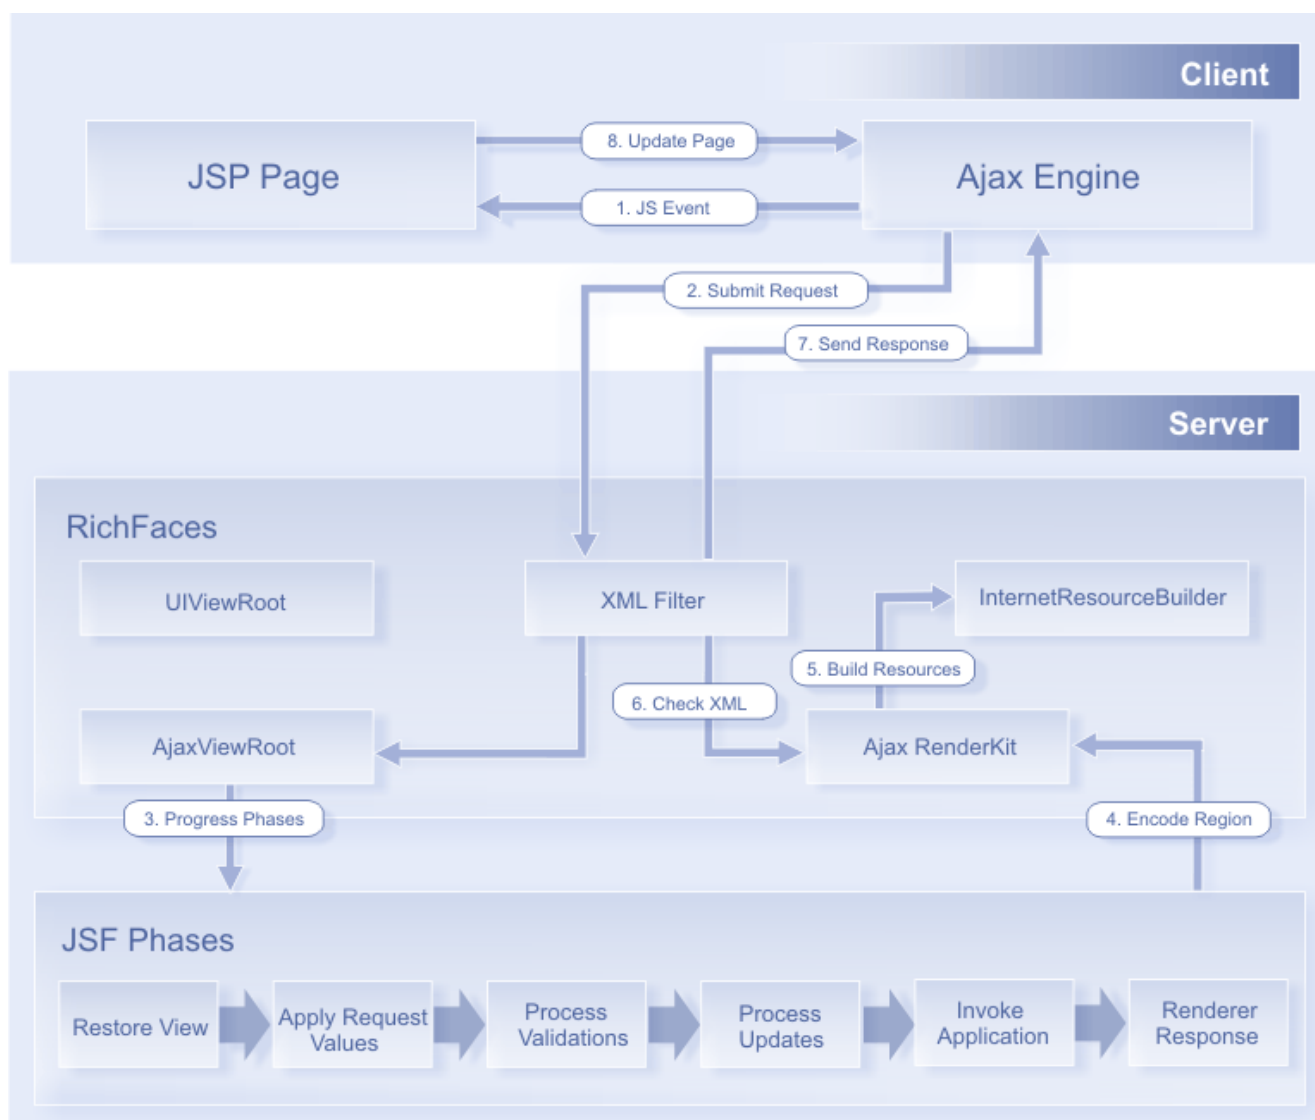 Client
JSP Page
8. Update Page
Ajax Engine
1. JS Event
2. Submit Request
7. Send Response
Server
RichFaces
UIViewRoot
XML Filter
InternetResourceBuilder
5. Build Resources
6. Check XML
AjaxViewRoot
Ajax RenderKit
3. Progress Phases
4. Encode Region
JSF Phases
Restore View
Apply Request
Values
Process
Validations
Process
Updates
Invoke
Application
Renderer
Response